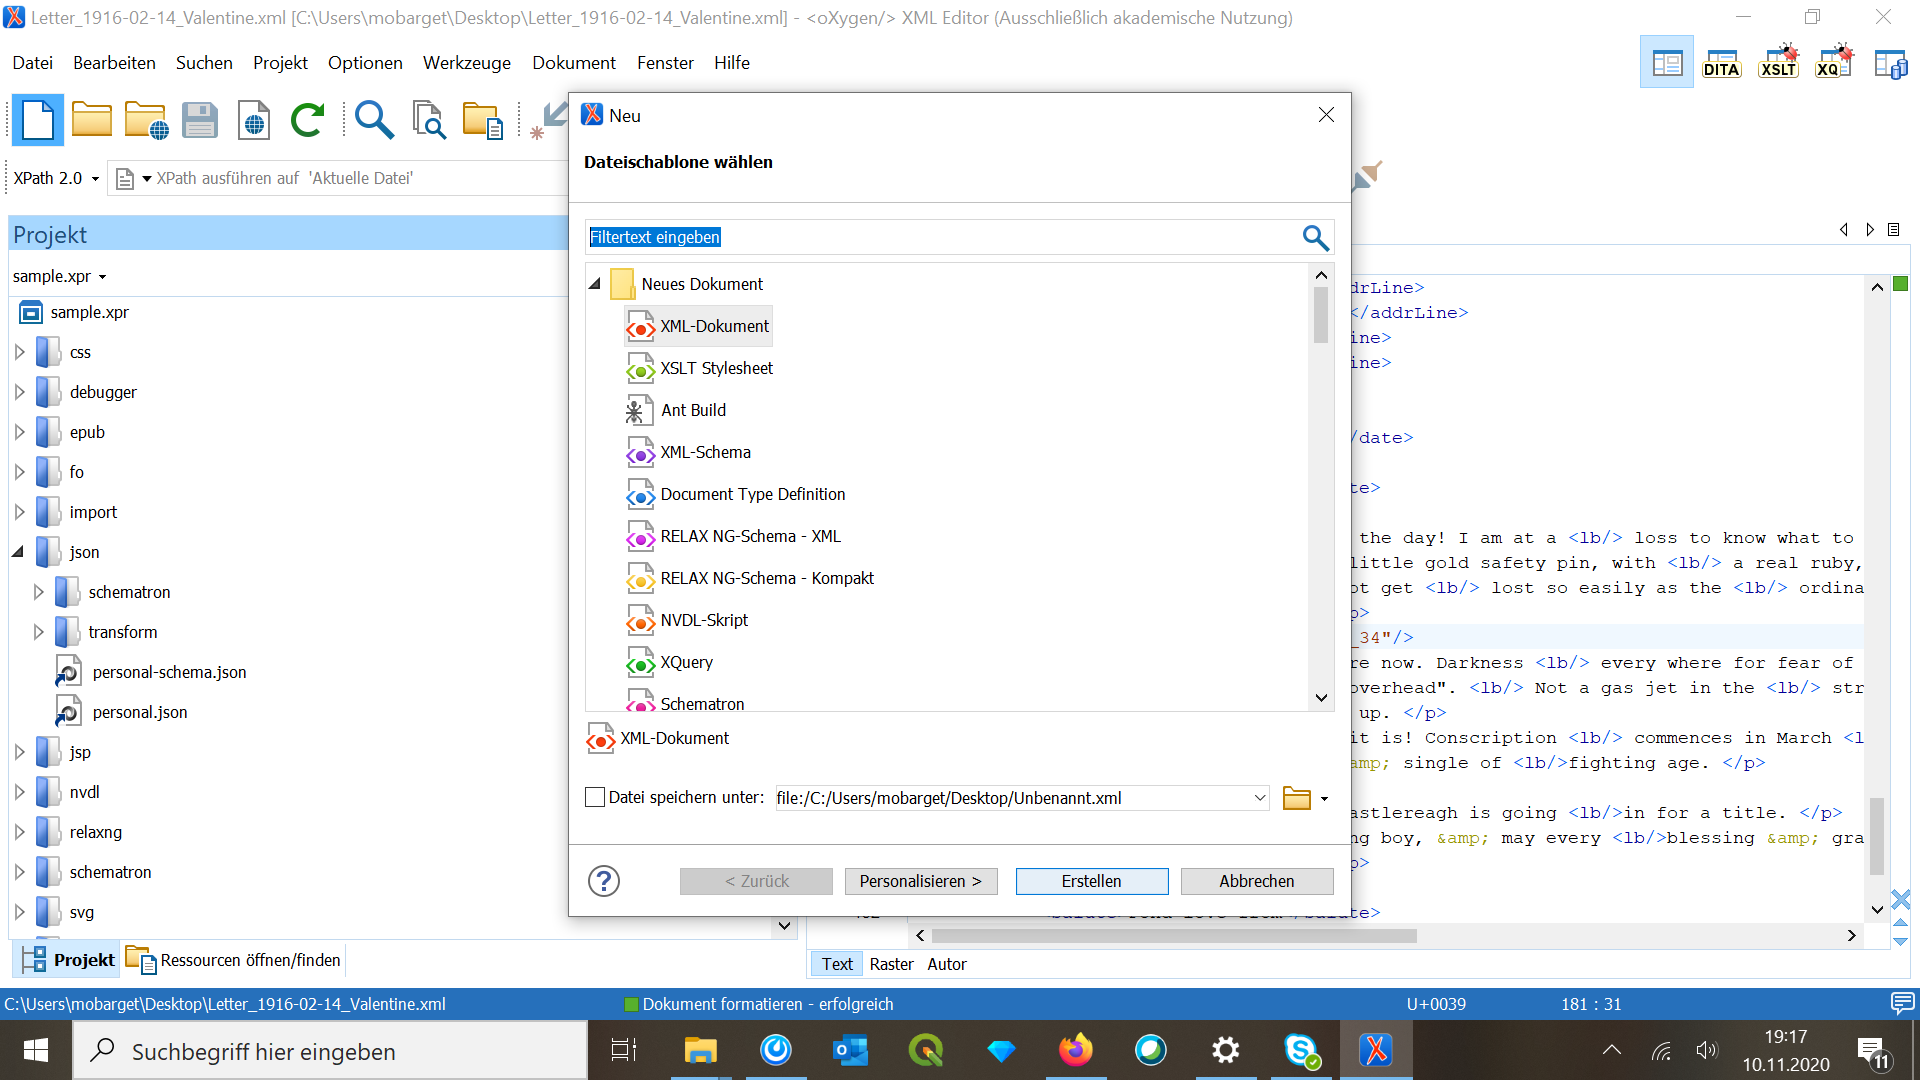 Letter_1916-02-14_Valentine.xml [C:\Users\mobarget\Desktop\Letter_1916-02-14_Valentine.xml] - <oXygen/> XML Editor (Ausschließlich akademische Nutzung)
Datei Bearbeiten Suchen Projekt Optionen Werkzeuge Dokument Fenster Hilfe
DITA XSLT XQ
XPath 2.0 XPath ausführen auf 'Aktuelle Datei'
Projekt
sample.xpr
sample.xpr
css
debugger
epub
fo
import
json
schematron
transform
personal-schema.json
personal.json
jsp
nvdl
relaxng
schematron
svg
Projekt Ressourcen öffnen/finden
Neu
Dateischablone wählen
Filtertext eingeben
Neues Dokument
XML-Dokument
XSLT Stylesheet
Ant Build
XML-Schema
Document Type Definition
RELAX NG-Schema - XML
RELAX NG-Schema - Kompakt
NVDL-Skript
XQuery
Schematron
XML-Dokument
Datei speichern unter: file:/C:/Users/mobarget/Desktop/Unbenannt.xml
? < Zurück Personalisieren > Erstellen Abbrechen
drLine>
</addrLine>
ine>
ine>
/date>
te>
the day! I am at a <lb/> loss to know what to
little gold safety pin, with <lb/> a real ruby,
ot get <lb/> lost so easily as the <lb/> ordina
p>
_34"/>
re now. Darkness <lb/> every where for fear of
overhead". <lb/> Not a gas jet in the <lb/> str
up. </p>
it is! Conscription <lb/> commences in March <l
amp; single of <lb/>fighting age. </p>
astlereagh is going <lb/>in for a title. </p>
ng boy, &amp; may every <lb/>blessing &amp; gra
p>
Text Raster Autor
C:\Users\mobarget\Desktop\Letter_1916-02-14_Valentine.xml Dokument formatieren - erfolgreich U+0039 181 : 31
Suchbegriff hier eingeben
19:17
10.11.2020
11